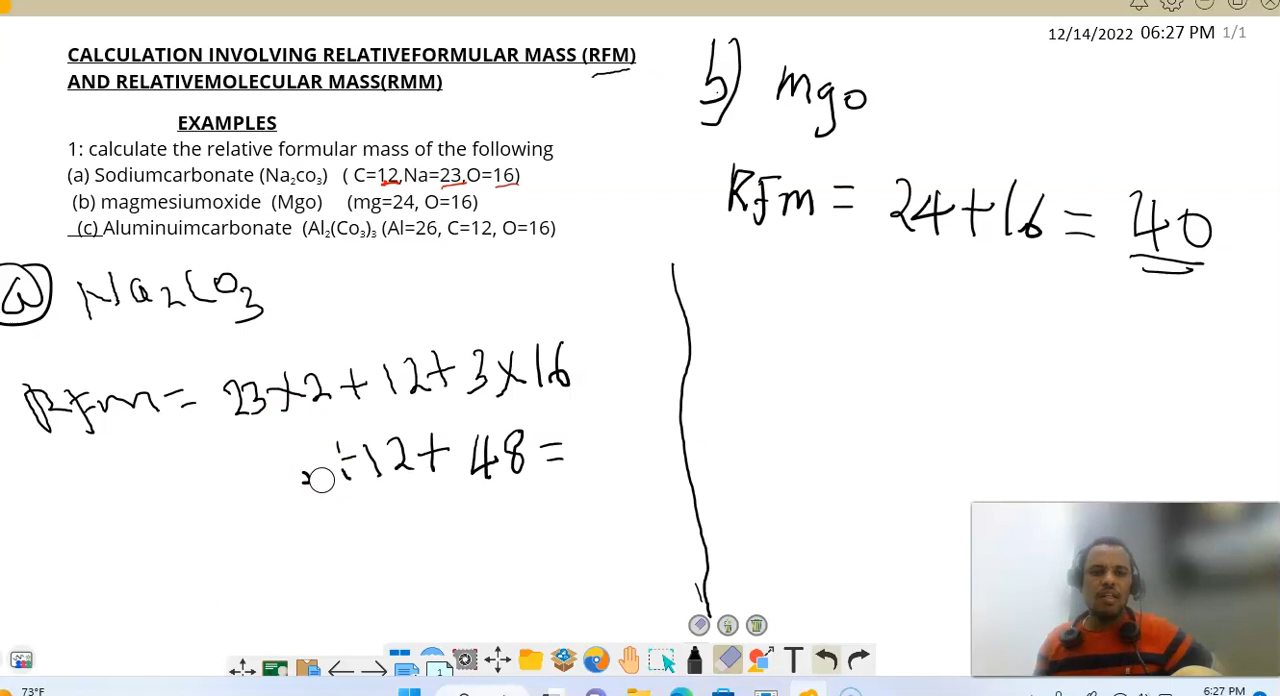 12/14/2022 06:27 PM 1/1
CALCULATION INVOLVING RELATIVEFORMULAR MASS (RFM)
AND RELATIVEMOLECULAR MASS(RMM)
EXAMPLES
1: calculate the relative formular mass of the following
(a) Sodiumcarbonate (Na₂co₃) ( C=12,Na=23,O=16)
(b) magmesiumoxide (Mgo) (mg=24, O=16)
(c) Aluminuimcarbonate (Al₂(Co₃)₃ (Al=26, C=12, O=16)
b) mgo
RFm = 24+16 = 40
a Na₂CO₃
RFm = 23×2+12+3×16
12+ 48 =
T
73°F
6:27 PM